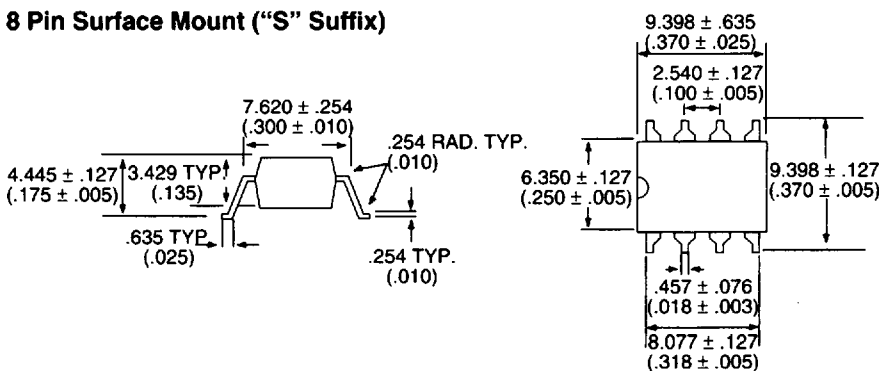 8 Pin Surface Mount (“S” Suffix)
7.620 ± .254
(.300 ± .010)
.254 RAD. TYP.
(.010)
4.445 ± .127
(.175 ± .005)
3.429 TYP.
(.135)
.635 TYP.
(.025)
.254 TYP.
(.010)
9.398 ± .635
(.370 ± .025)
2.540 ± .127
(.100 ± .005)
6.350 ± .127
(.250 ± .005)
9.398 ± .127
(.370 ± .005)
.457 ± .076
(.018 ± .003)
8.077 ± .127
(.318 ± .005)